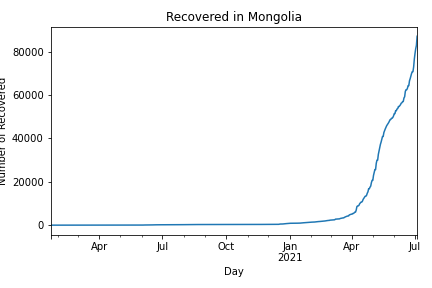 Recovered in Mongolia
Number of Recovered
80000
60000
40000
20000
0
Apr Jul Oct Jan Apr Jul
2021
Day